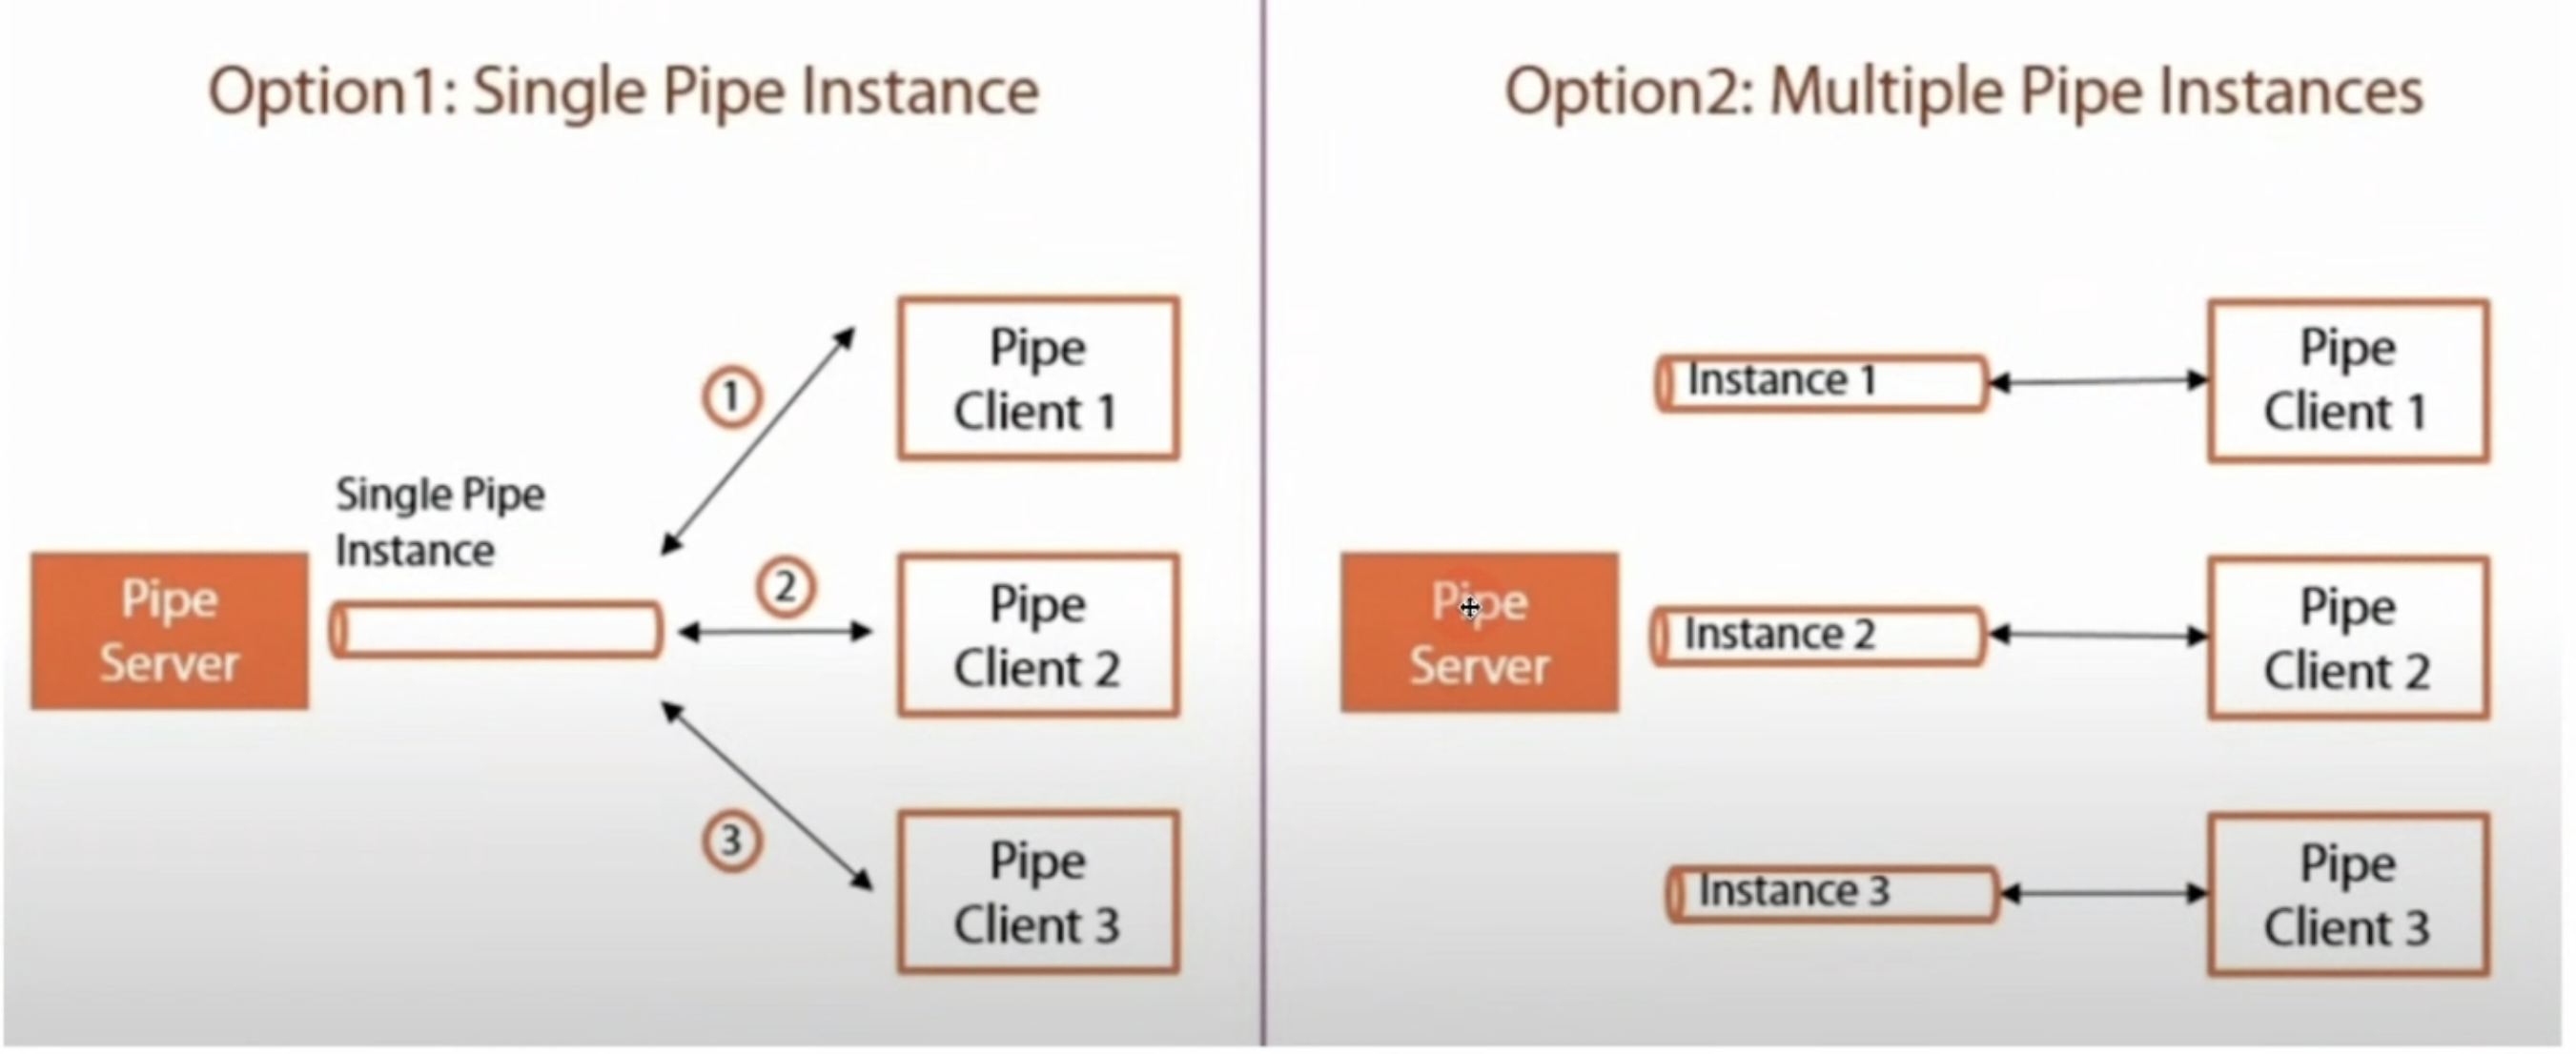 Option1: Single Pipe Instance
1
Pipe
Client 1
Single Pipe
Instance
Pipe
Server
2
Pipe
Client 2
3
Pipe
Client 3
Option2: Multiple Pipe Instances
Instance 1
Pipe
Client 1
Pipe
Server
Instance 2
Pipe
Client 2
Instance 3
Pipe
Client 3